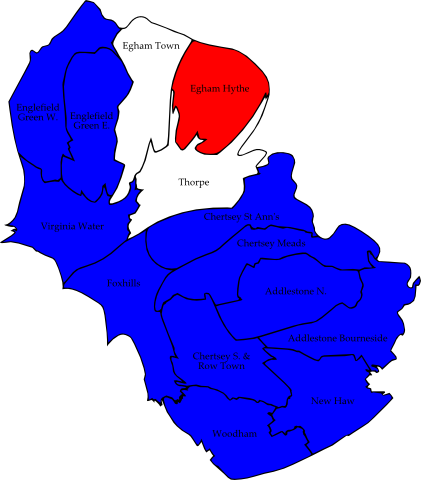 Egham Town
Egham Hythe
Englefield
Green W.
Englefield
Green E.
Thorpe
Chertsey St Ann's
Virginia Water
Chertsey Meads
Foxhills
Addlestone N.
Addlestone Bourneside
Chertsey S. &
Row Town
New Haw
Woodham